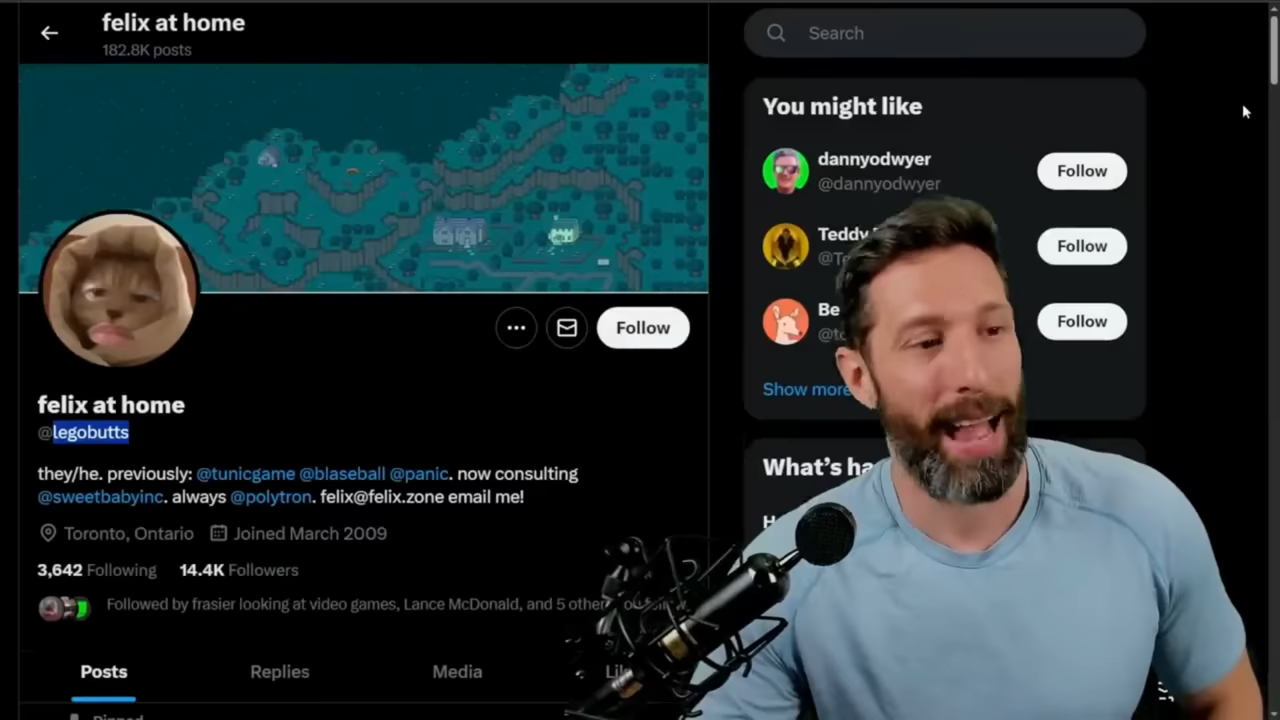 felix at home
182.8K posts
Search
You might like
dannyodwyer
@dannyodwyer
Follow
Teddy
Follow
Be
Follow
Show more
Follow
felix at home
@legobutts
they/he. previously: @tunicgame @blaseball @panic. now consulting
@sweetbabyinc. always @polytron. felix@felix.zone email me!
Toronto, Ontario Joined March 2009
3,642 Following 14.4K Followers
Followed by frasier looking at video games, Lance McDonald, and 5 other
What's ha
Posts Replies Media
Pinned